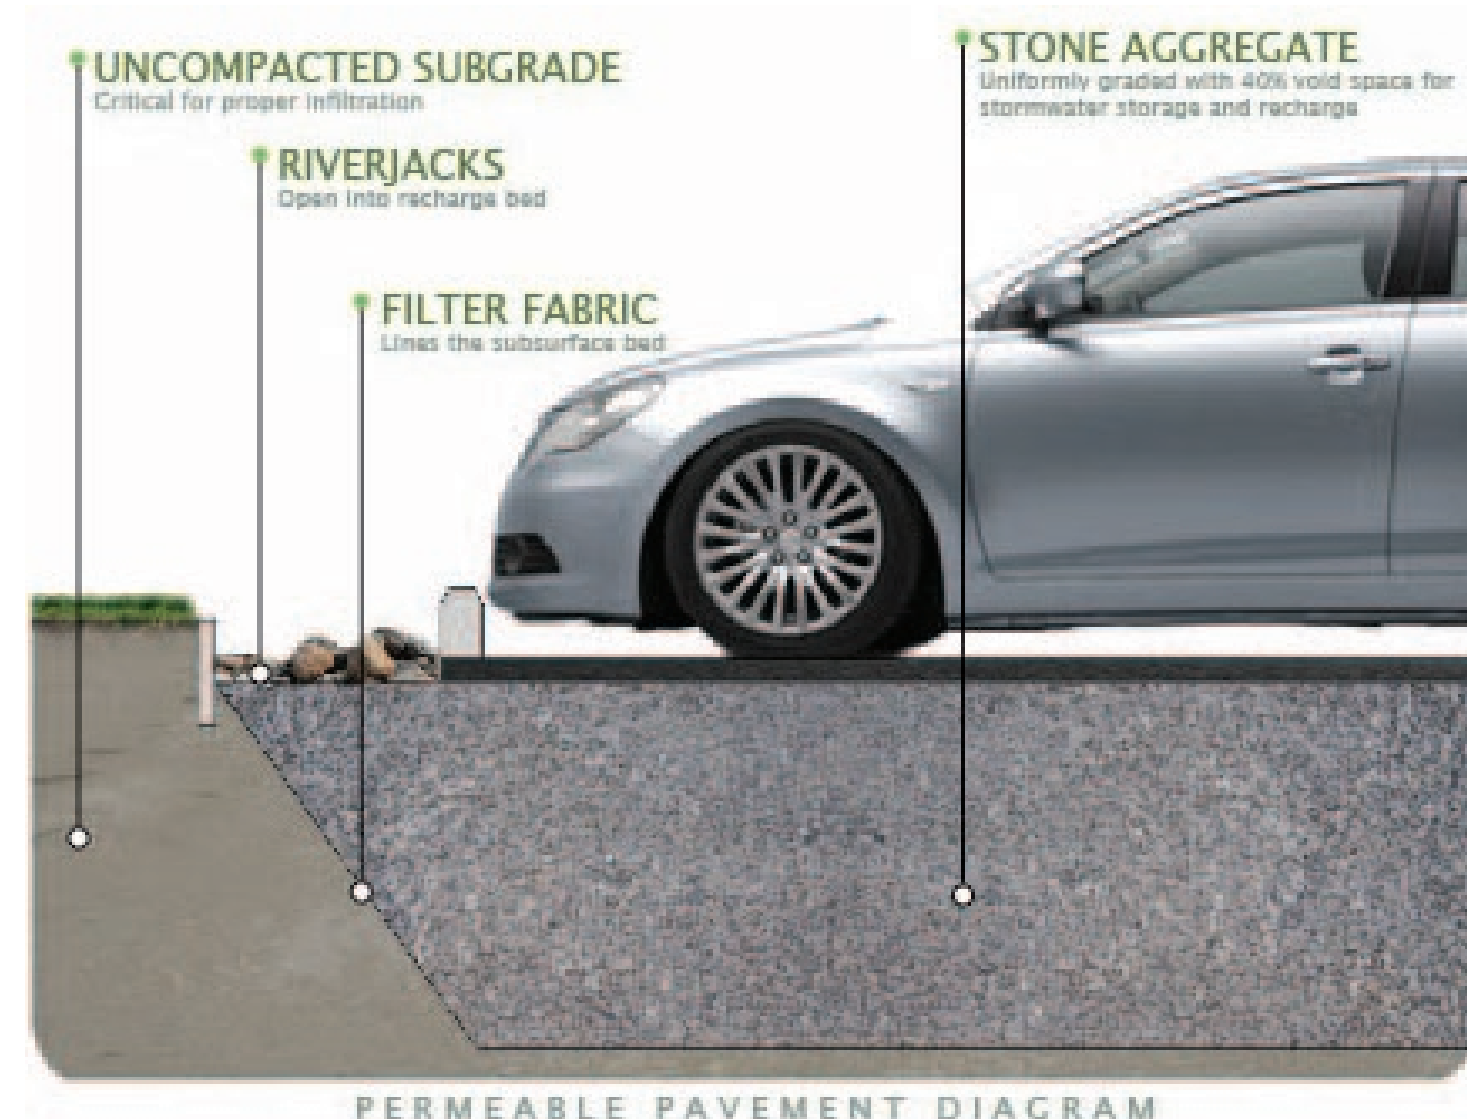 UNCOMPACTED SUBGRADE
Critical for proper infiltration
STONE AGGREGATE
Uniformly graded with 40% void space for
stormwater storage and recharge
RIVERJACKS
Open into recharge bed
FILTER FABRIC
Lines the subsurface bed
PERMEABLE PAVEMENT DIAGRAM